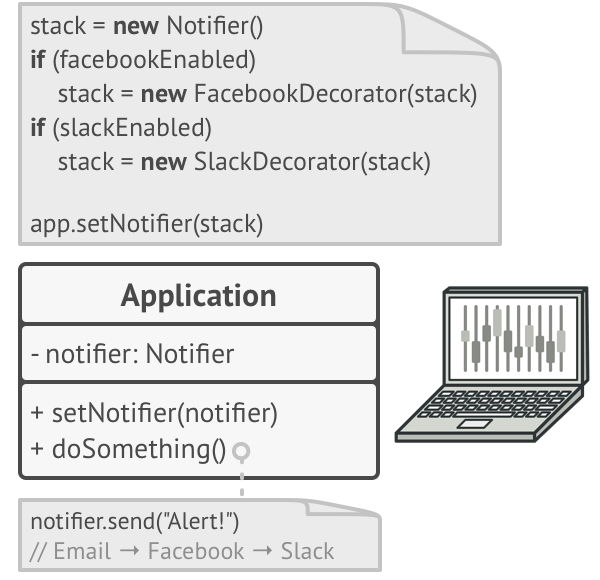 stack = new Notifier()
if (facebookEnabled)
    stack = new FacebookDecorator(stack)
if (slackEnabled)
    stack = new SlackDecorator(stack)
app.setNotifier(stack)
Application
- notifier: Notifier
+ setNotifier(notifier)
+ doSomething()
notifier.send("Alert!")
// Email → Facebook → Slack